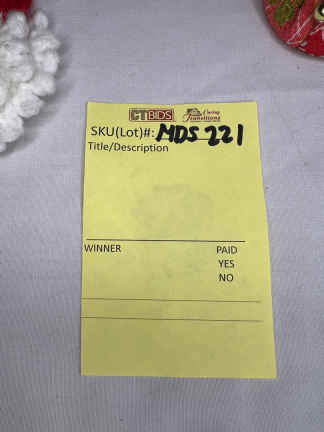 CTBIDS Caring Transitions
SKU(Lot)#: MDS 221
Title/Description
WINNER PAID
YES
NO